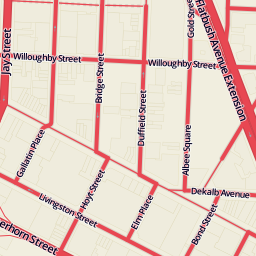 Gold Street
Flatbush Avenue Extension
Jay Street
Willoughby Street
Willoughby Street
Bridge Street
Duffield Street
Gallatin Place
Albee Square
Hoyt Street
Dekalb Avenue
Livingston Street
Elm Place
Bond Street
erhorn Street